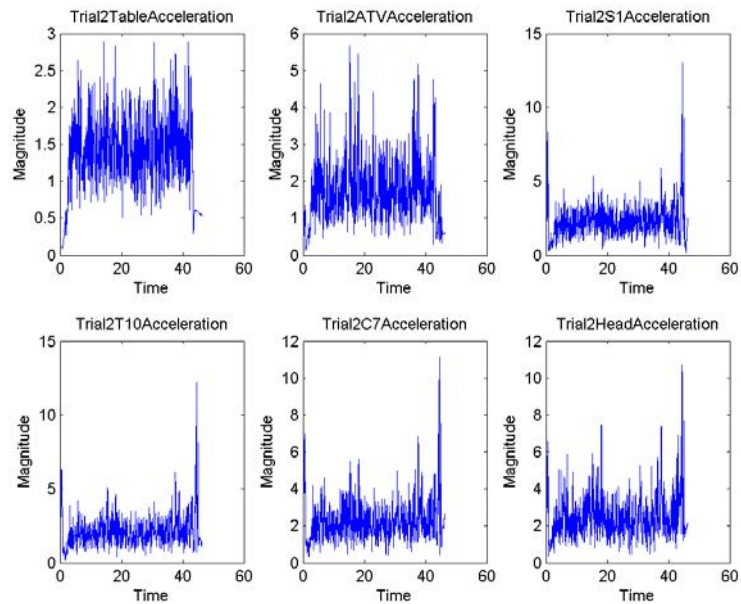 Trial2TableAcceleration
3
2.5
2
1.5
1
0.5
0
0 20 40 60
Magnitude
Time
Trial2ATVAcceleration
6
5
4
3
2
1
0
0 20 40 60
Magnitude
Time
Trial2S1Acceleration
15
10
5
0
0 20 40 60
Magnitude
Time
Trial2T10Acceleration
15
10
5
0
0 20 40 60
Magnitude
Time
Trial2C7Acceleration
12
10
8
6
4
2
0
0 20 40 60
Magnitude
Time
Trial2HeadAcceleration
12
10
8
6
4
2
0
0 20 40 60
Magnitude
Time